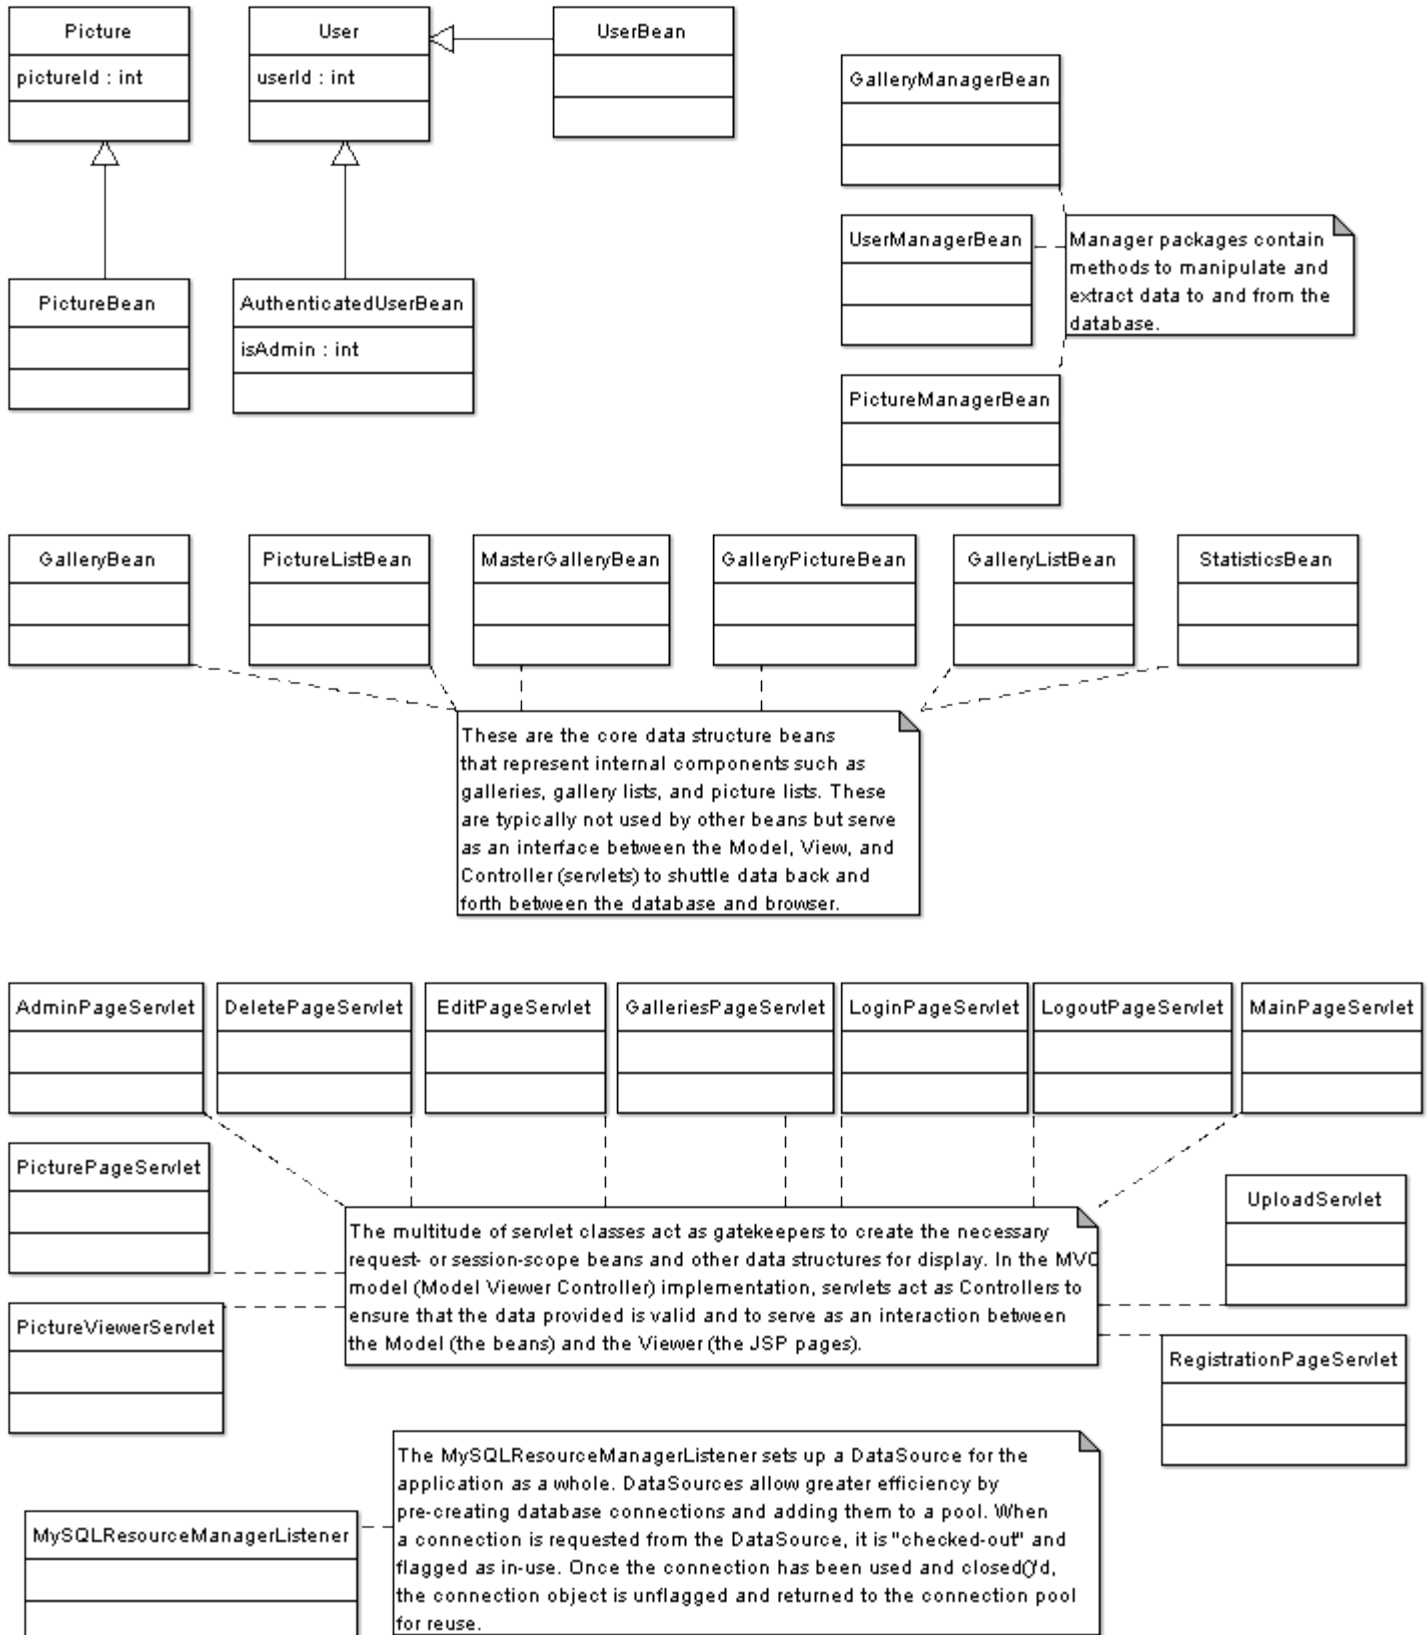 Picture
pictureId : int
User
userId : int
UserBean
GalleryManagerBean
UserManagerBean
Manager packages contain
methods to manipulate and
extract data to and from the
database.
PictureBean
AuthenticatedUserBean
isAdmin : int
PictureManagerBean
GalleryBean
PictureListBean
MasterGalleryBean
GalleryPictureBean
GalleryListBean
StatisticsBean
These are the core data structure beans
that represent internal components such as
galleries, gallery lists, and picture lists. These
are typically not used by other beans but serve
as an interface between the Model, View, and
Controller (servlets) to shuttle data back and
forth between the database and browser.
AdminPageServlet
DeletePageServlet
EditPageServlet
GalleriesPageServlet
LoginPageServlet
LogoutPageServlet
MainPageServlet
PicturePageServlet
UploadServlet
The multitude of servlet classes act as gatekeepers to create the necessary
request- or session-scope beans and other data structures for display. In the MVC
model (Model Viewer Controller) implementation, servlets act as Controllers to
ensure that the data provided is valid and to serve as an interaction between
the Model (the beans) and the Viewer (the JSP pages).
PictureViewerServlet
RegistrationPageServlet
The MySQLResourceManagerListener sets up a DataSource for the
application as a whole. DataSources allow greater efficiency by
pre-creating database connections and adding them to a pool. When
a connection is requested from the DataSource, it is "checked-out" and
flagged as in-use. Once the connection has been used and closed()'d,
the connection object is unflagged and returned to the connection pool
for reuse.
MySQLResourceManagerListener